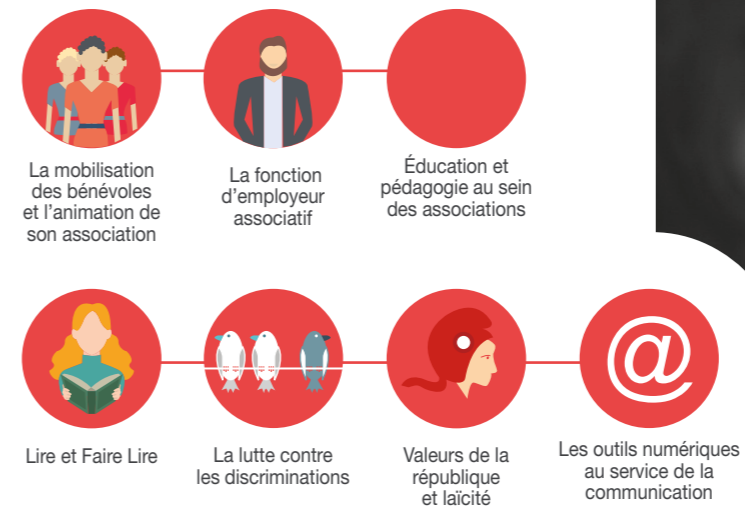 La mobilisation
des bénévoles
et l'animation de
son association
La fonction
d'employeur
associatif
Éducation et
pédagogie au sein
des associations
Lire et Faire Lire
La lutte contre
les discriminations
Valeurs de la
république
et laïcité
@
Les outils numériques
au service de la
communication